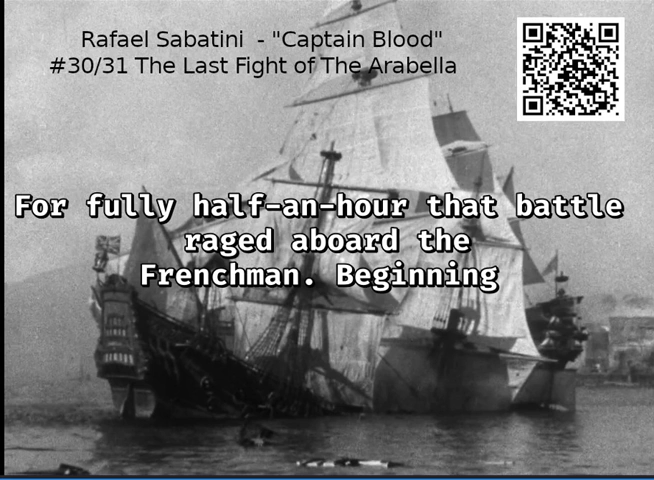 Rafael Sabatini - "Captain Blood"
#30/31 The Last Fight of The Arabella
For fully half-an-hour that battle
raged aboard the
Frenchman. Beginning